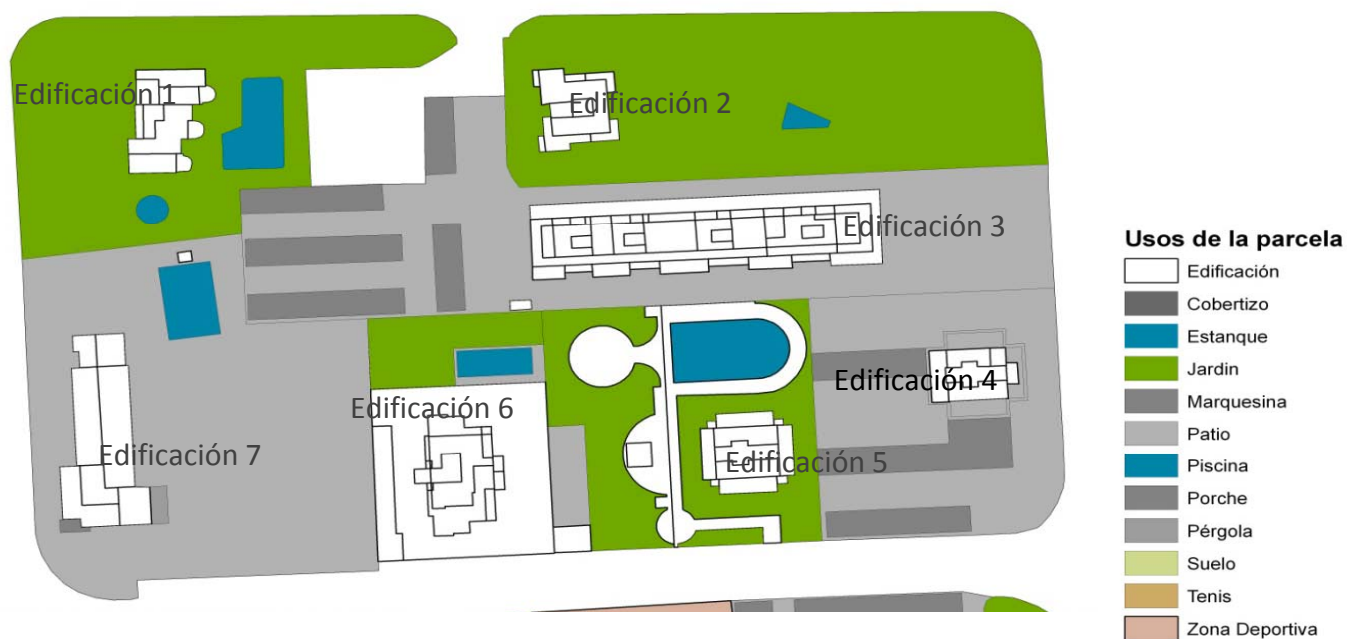 Edificación 1
Edificación 2
Edificación 3
Edificación 4
Edificación 6
Edificación 7
Edificación 5
Usos de la parcela
Edificación
Cobertizo
Estanque
Jardin
Marquesina
Patio
Piscina
Porche
Pérgola
Suelo
Tenis
Zona Deportiva